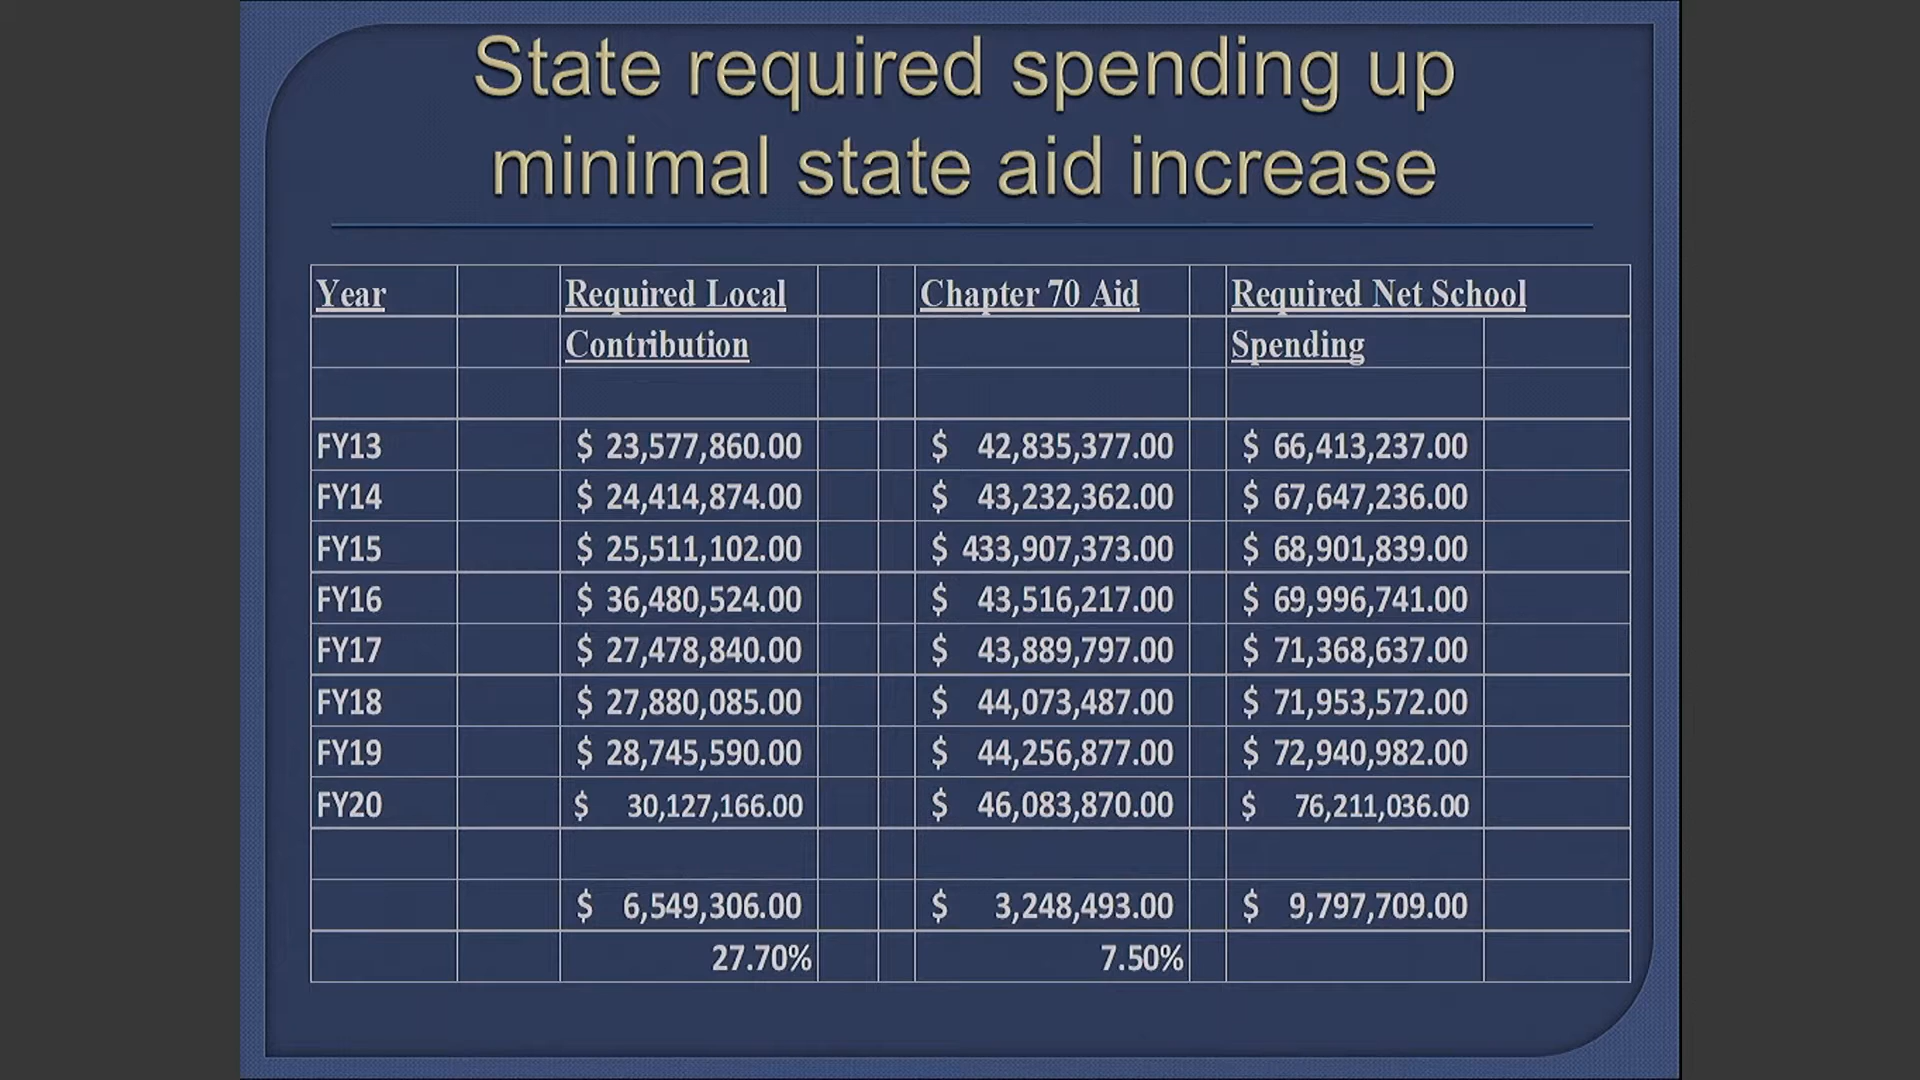 State required spending up
minimal state aid increase
Year Required Local Chapter 70 Aid Required Net School
Contribution Spending
FY13 $ 23,577,860.00 $ 42,835,377.00 $ 66,413,237.00
FY14 $ 24,414,874.00 $ 43,232,362.00 $ 67,647,236.00
FY15 $ 25,511,102.00 $ 433,907,373.00 $ 68,901,839.00
FY16 $ 36,480,524.00 $ 43,516,217.00 $ 69,996,741.00
FY17 $ 27,478,840.00 $ 43,889,797.00 $ 71,368,637.00
FY18 $ 27,880,085.00 $ 44,073,487.00 $ 71,953,572.00
FY19 $ 28,745,590.00 $ 44,256,877.00 $ 72,940,982.00
FY20 $ 30,127,166.00 $ 46,083,870.00 $ 76,211,036.00
$ 6,549,306.00 $ 3,248,493.00 $ 9,797,709.00
27.70% 7.50%